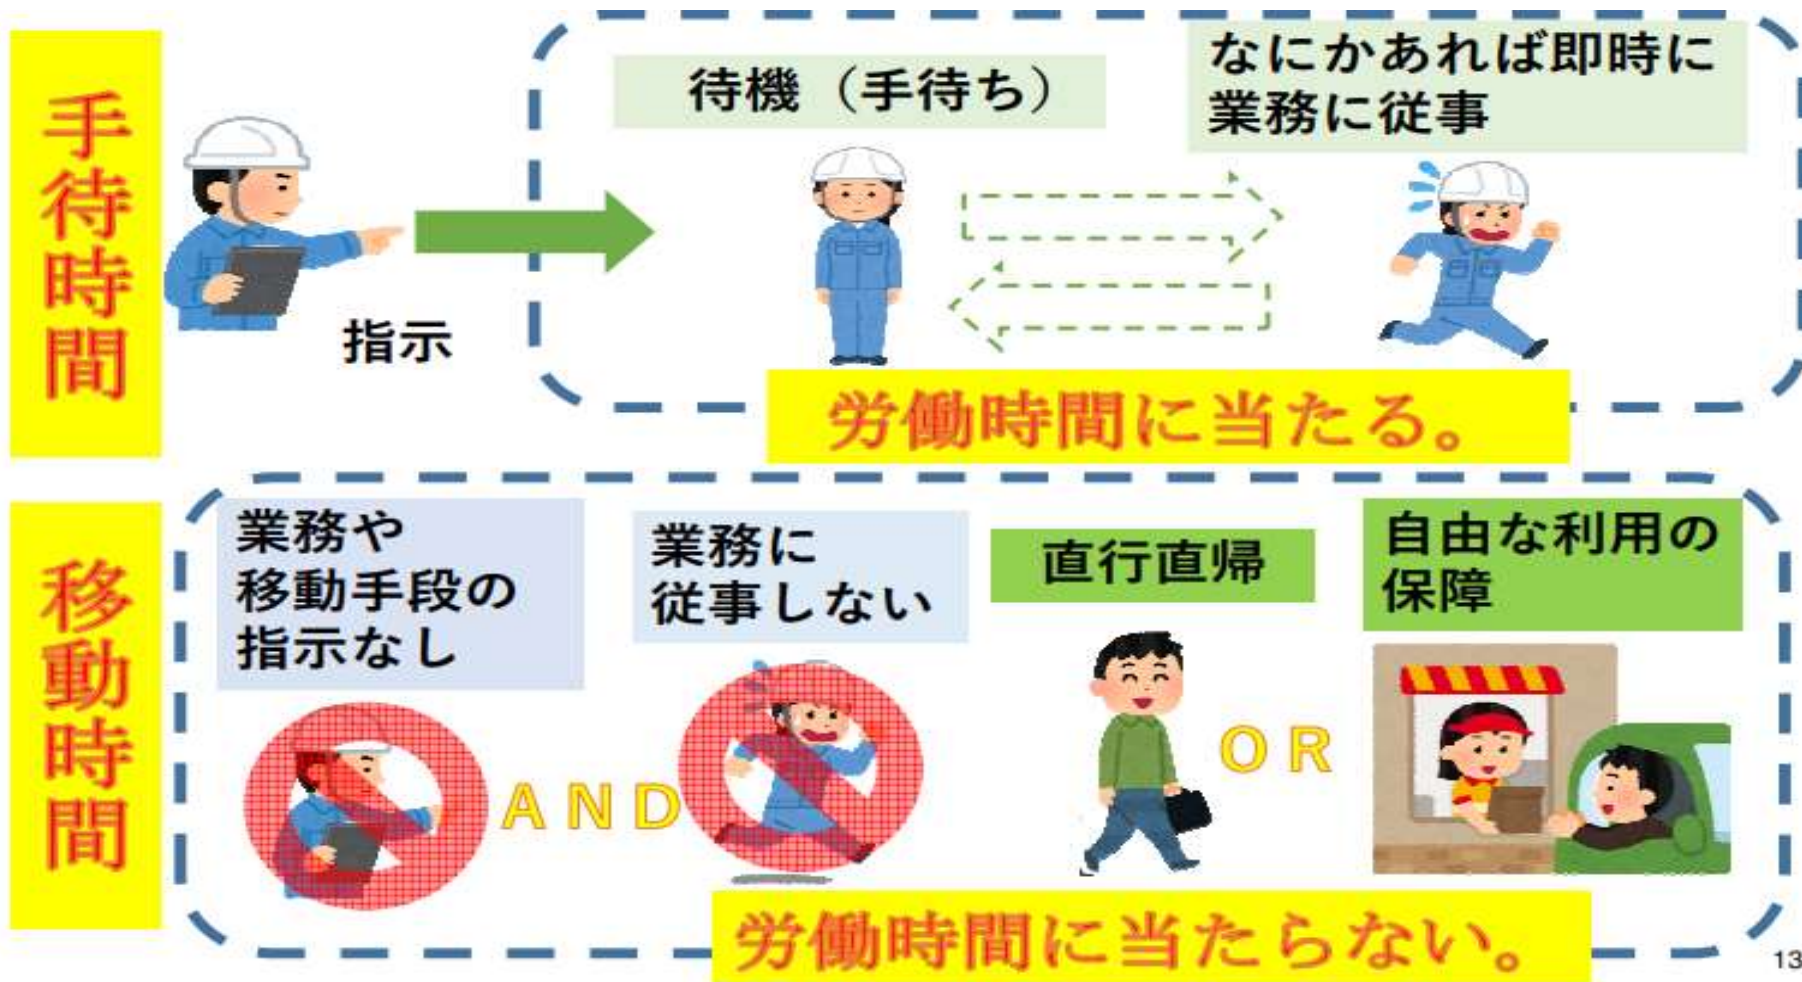 手待時間
待機（手待ち）
なにかあれば即時に
業務に従事
指示
労働時間に当たる。
移動時間
業務や
移動手段の
指示なし
業務に
従事しない
直行直帰
自由な利用の
保障
ＡＮＤ
ＯＲ
労働時間に当たらない。
13